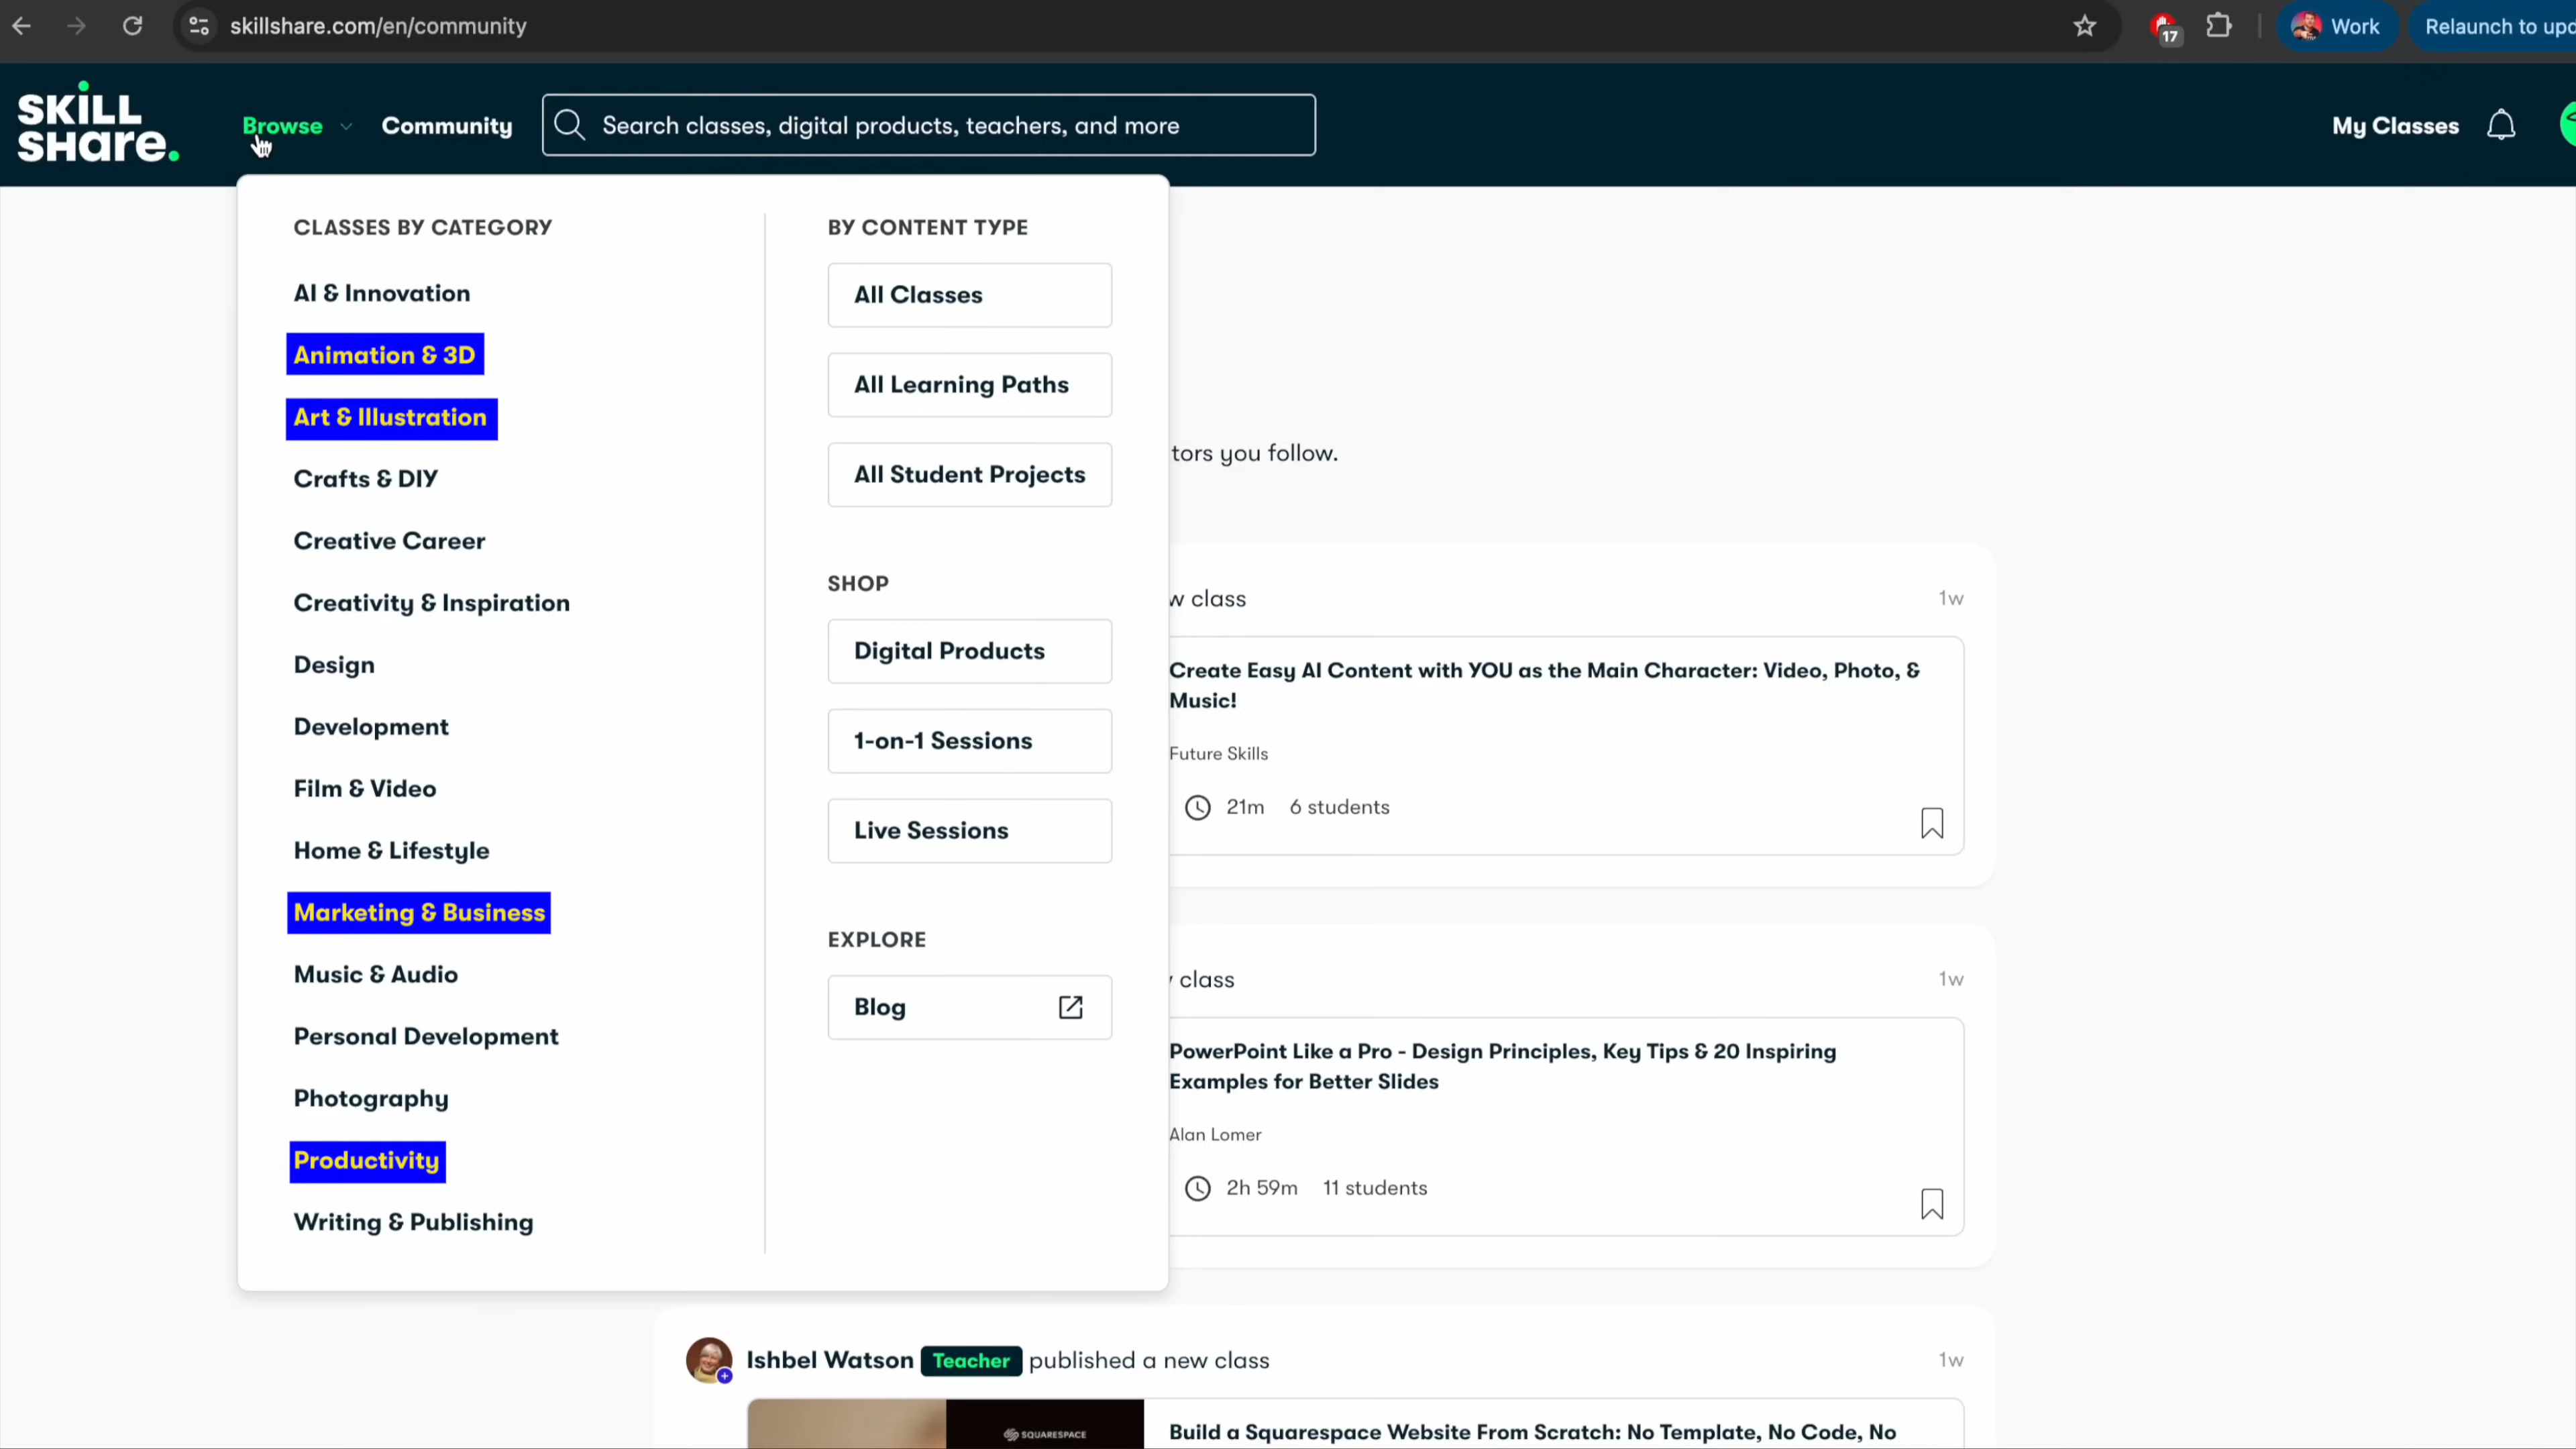 skillshare.com/en/community
17
Work
Relaunch to upd
SKILL
SHARE.
Browse
Community
Search classes, digital products, teachers, and more
My Classes
CLASSES BY CATEGORY
AI & Innovation
Animation & 3D
Art & Illustration
Crafts & DIY
Creative Career
Creativity & Inspiration
Design
Development
Film & Video
Home & Lifestyle
Marketing & Business
Music & Audio
Personal Development
Photography
Productivity
Writing & Publishing
BY CONTENT TYPE
All Classes
All Learning Paths
All Student Projects
SHOP
Digital Products
1-on-1 Sessions
Live Sessions
EXPLORE
Blog
tors you follow.
w class
1w
Create Easy AI Content with YOU as the Main Character: Video, Photo, &
Music!
Future Skills
21m 6 students
class
1w
PowerPoint Like a Pro - Design Principles, Key Tips & 20 Inspiring
Examples for Better Slides
Alan Lomer
2h 59m 11 students
Ishbel Watson Teacher published a new class
1w
SQUARESPACE
Build a Squarespace Website From Scratch: No Template, No Code, No